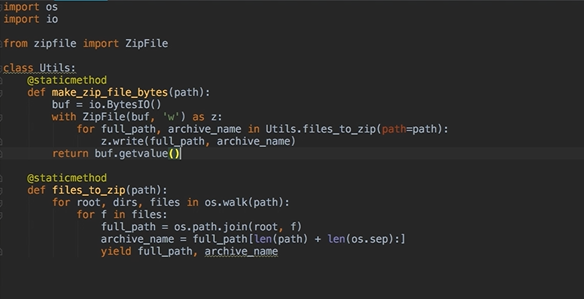 import os
import io
from zipfile import ZipFile
class Utils:
@staticmethod
def make_zip_file_bytes(path):
buf = io.BytesIO()
with ZipFile(buf, 'w') as z:
for full_path, archive_name in Utils.files_to_zip(path=path):
z.write(full_path, archive_name)
return buf.getvalue()
@staticmethod
def files_to_zip(path):
for root, dirs, files in os.walk(path):
for f in files:
full_path = os.path.join(root, f)
archive_name = full_path[len(path) + len(os.sep):]
yield full_path, archive_name